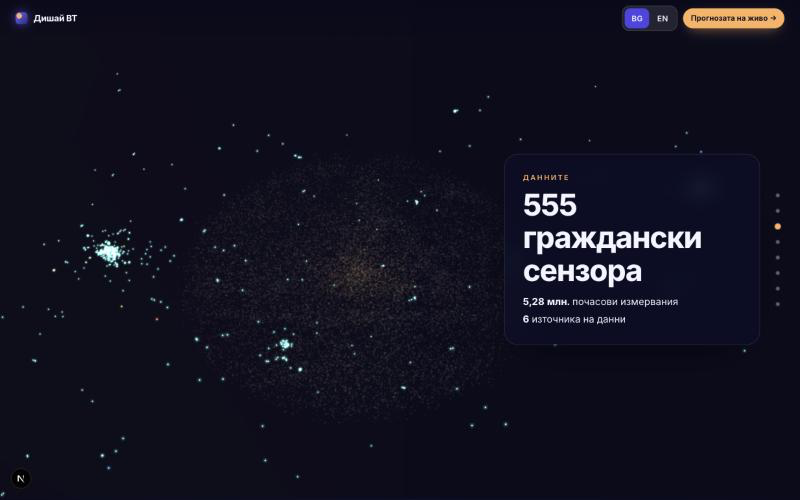 Дишай ВТ
BG EN
Прогнозата на живо →
ДАННИТЕ
555
граждански
сензора
5,28 млн. почасови измервания
6 източника на данни
N